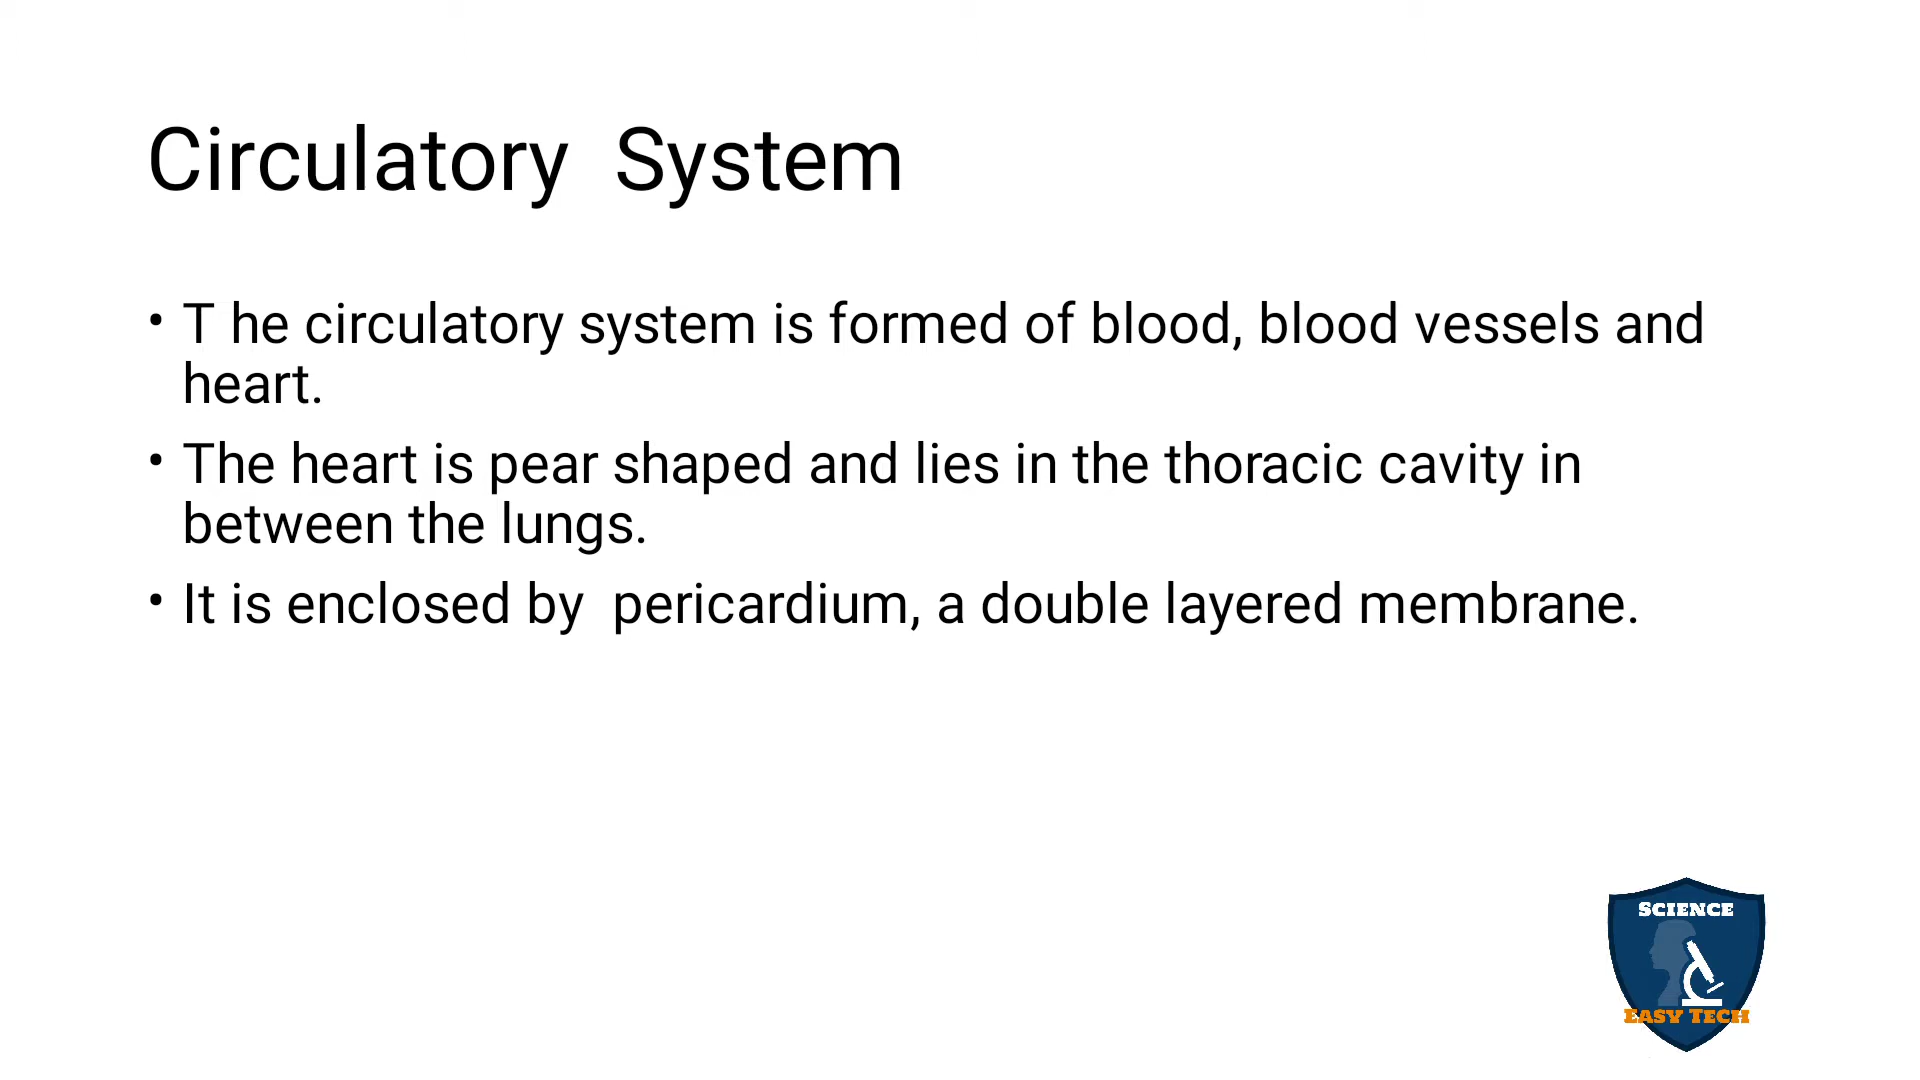 Circulatory  System
• T he circulatory system is formed of blood, blood vessels and
heart.
• The heart is pear shaped and lies in the thoracic cavity in
between the lungs.
• It is enclosed by  pericardium, a double layered membrane.
SCIENCE
EASY TECH